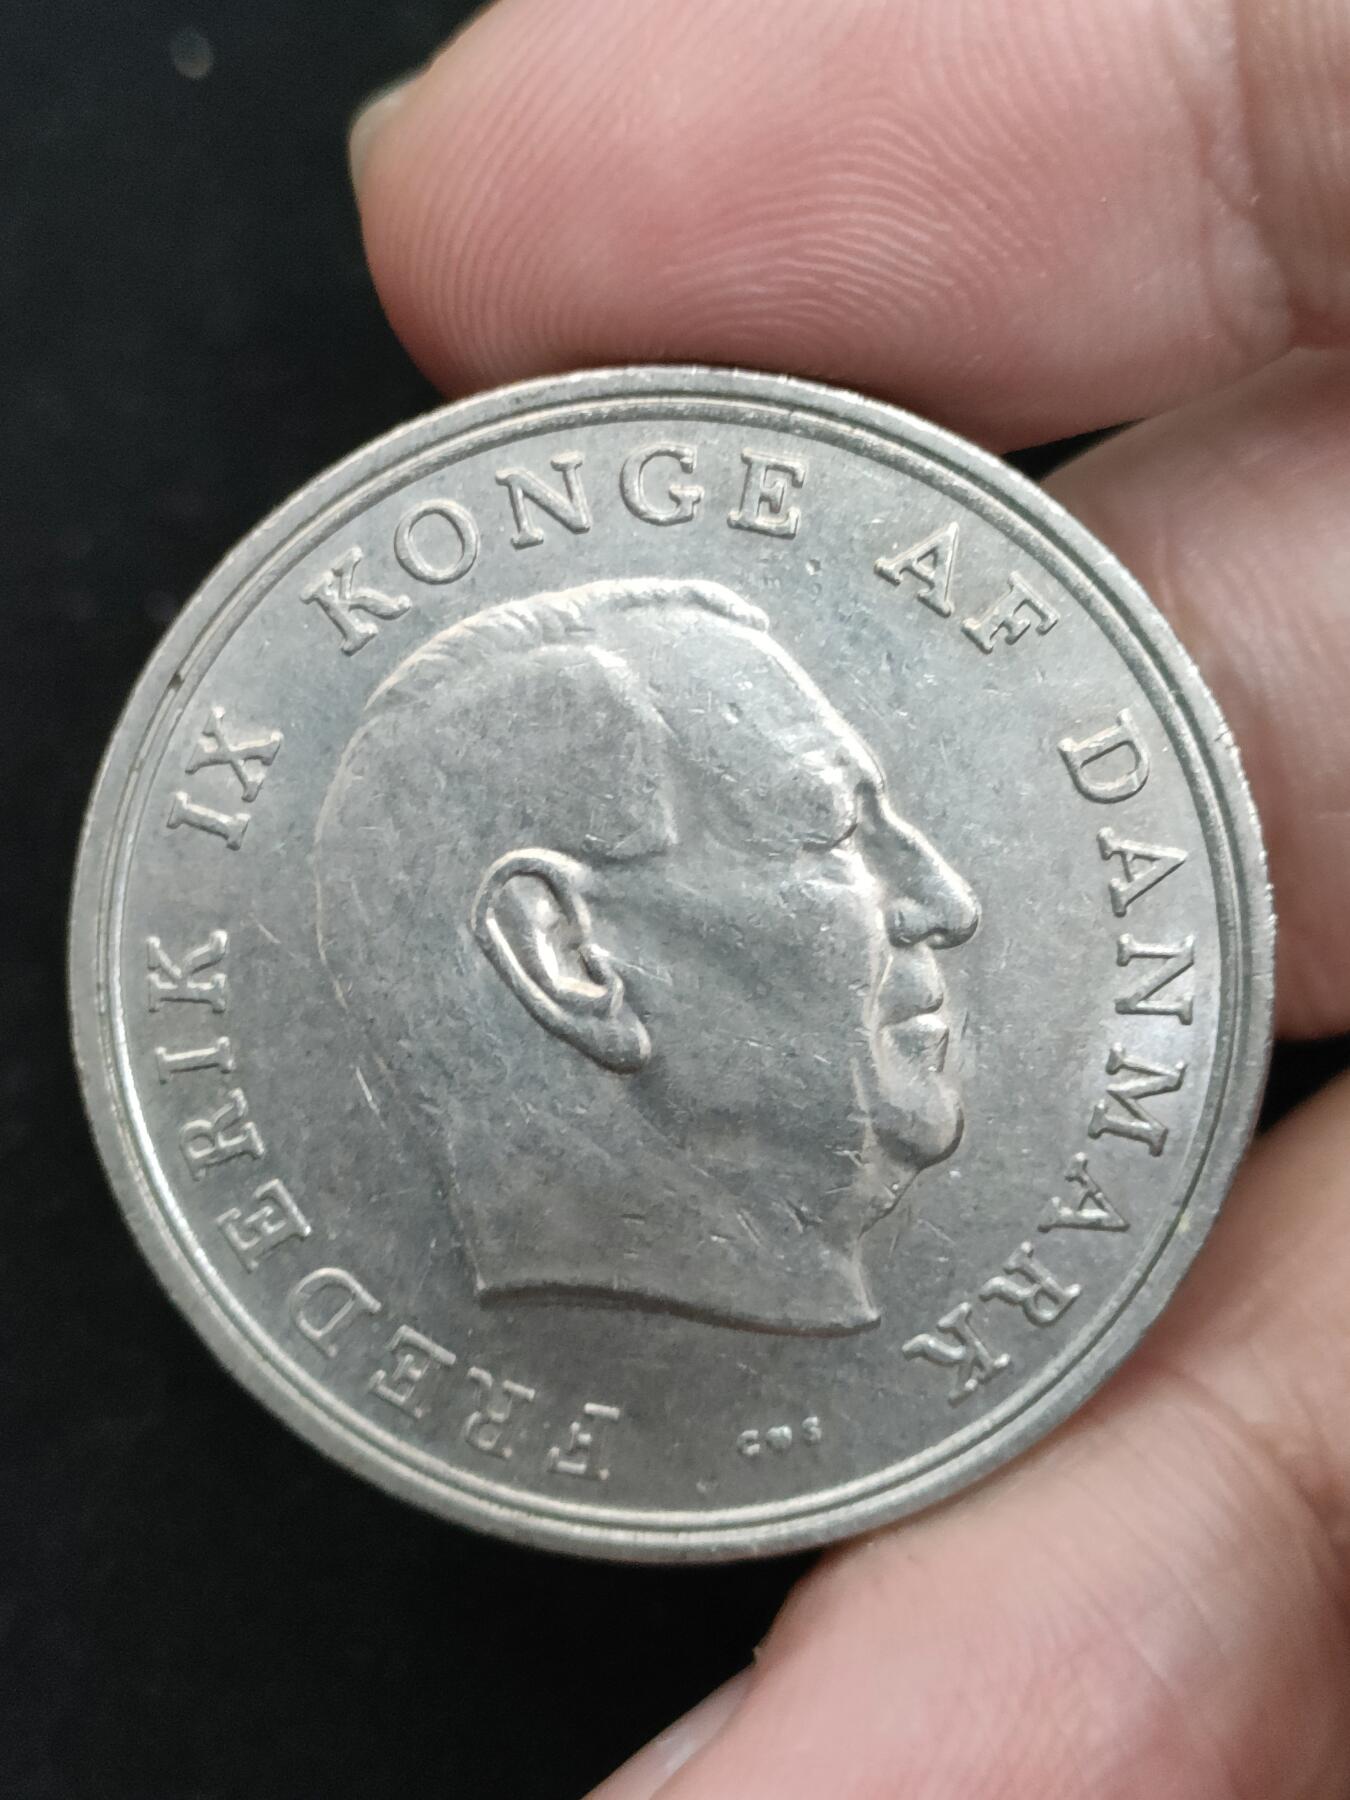 FREDERIK IX KONGE AF DANMARK